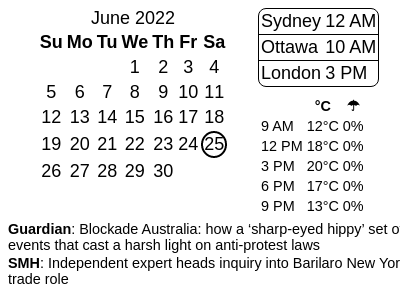 June 2022
Su Mo Tu We Th Fr Sa
1 2 3 4
5 6 7 8 9 10 11
12 13 14 15 16 17 18
19 20 21 22 23 24 25
26 27 28 29 30
Sydney 12 AM
Ottawa 10 AM
London 3 PM
°C ☂
9 AM 12°C 0%
12 PM 18°C 0%
3 PM 20°C 0%
6 PM 17°C 0%
9 PM 13°C 0%
Guardian: Blockade Australia: how a ‘sharp-eyed hippy’ set
events that cast a harsh light on anti-protest laws
SMH: Independent expert heads inquiry into Barilaro New
trade role